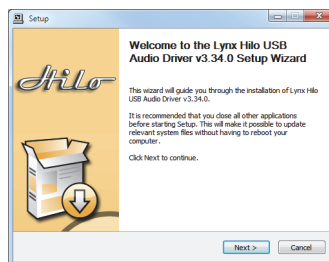 Setup
Hilo
Welcome to the Lynx Hilo USB
Audio Driver v3.34.0 Setup Wizard
This wizard will guide you through the installation of Lynx Hilo
USB Audio Driver v3.34.0.
It is recommended that you close all other applications
before starting Setup. This will make it possible to update
relevant system files without having to reboot your
computer.
Click Next to continue.
Next >
Cancel